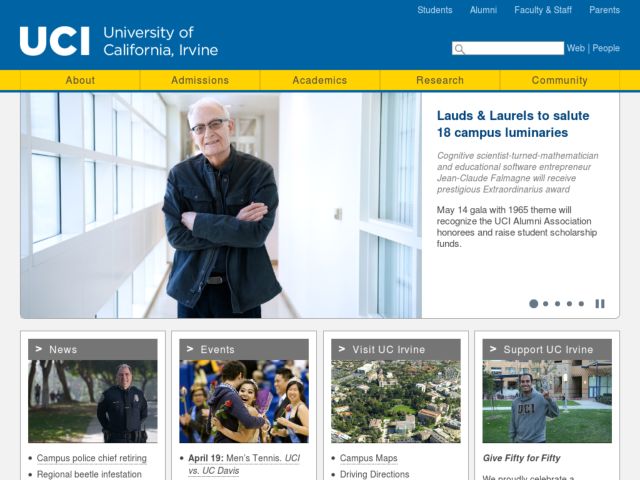 Students Alumni Faculty & Staff Parents
UCI University of
California, Irvine
Web | People
About Admissions Academics Research Community
Lauds & Laurels to salute
18 campus luminaries
Cognitive scientist-turned-mathematician
and educational software entrepreneur
Jean-Claude Falmagne will receive
prestigious Extraordinarius award
May 14 gala with 1965 theme will
recognize the UCI Alumni Association
honorees and raise student scholarship
funds.
> News
• Campus police chief retiring
• Regional beetle infestation
> Events
• April 19: Men's Tennis. UCI
vs. UC Davis
> Visit UC Irvine
• Campus Maps
• Driving Directions
> Support UC Irvine
UCI
Give Fifty for Fifty
We proudly celebrate a